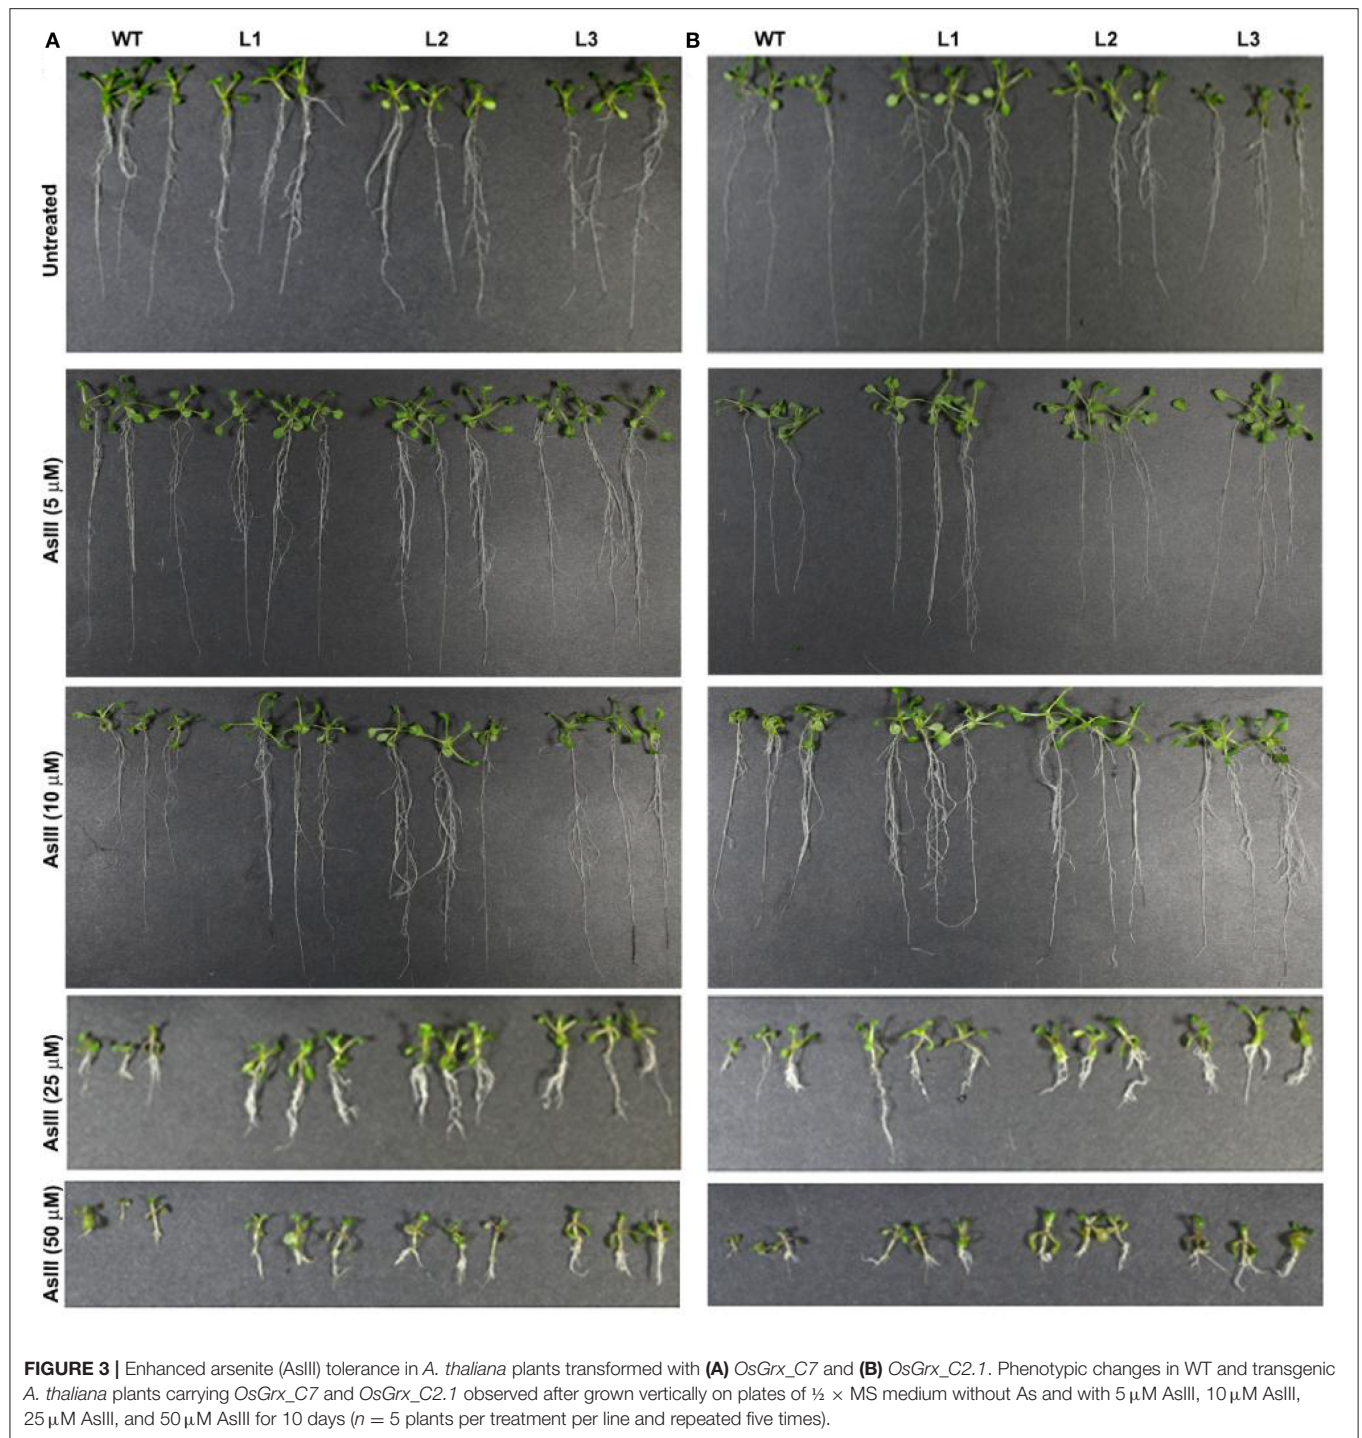 A WT L1 L2 L3 B WT L1 L2 L3
Untreated
AsIII (5 μM)
AsIII (10 μM)
AsIII (25 μM)
AsIII (50 μM)
FIGURE 3 | Enhanced arsenite (AsIII) tolerance in A. thaliana plants transformed with (A) OsGrx_C7 and (B) OsGrx_C2.1. Phenotypic changes in WT and transgenic
A. thaliana plants carrying OsGrx_C7 and OsGrx_C2.1 observed after grown vertically on plates of ½ × MS medium without As and with 5 μM AsIII, 10 μM AsIII,
25 μM AsIII, and 50 μM AsIII for 10 days (n = 5 plants per treatment per line and repeated five times).